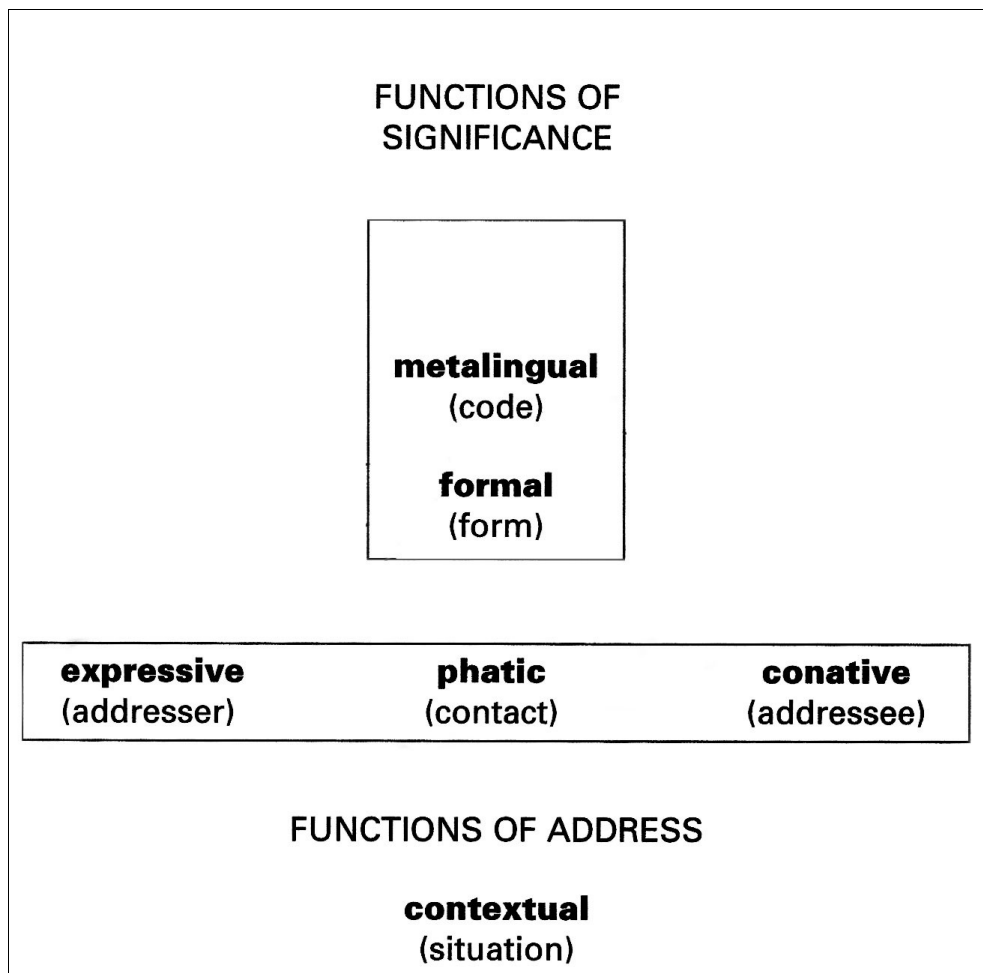 FUNCTIONS OF
SIGNIFICANCE
metalingual
(code)
formal
(form)
expressive phatic conative
(addresser) (contact) (addressee)
FUNCTIONS OF ADDRESS
contextual
(situation)